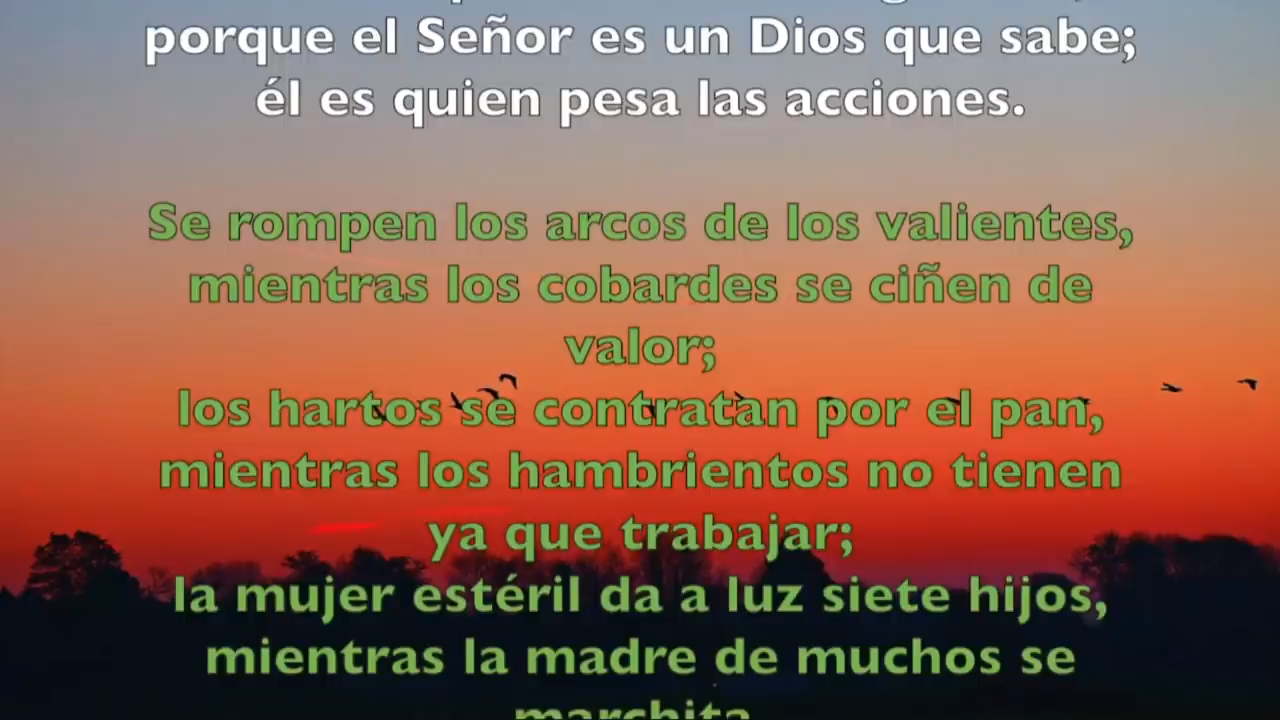 porque el Señor es un Dios que sabe;
él es quien pesa las acciones.
Se rompen los arcos de los valientes,
mientras los cobardes se ciñen de
valor;
los hartos se contratan por el pan,
mientras los hambrientos no tienen
ya que trabajar;
la mujer estéril da a luz siete hijos,
mientras la madre de muchos se
marchita